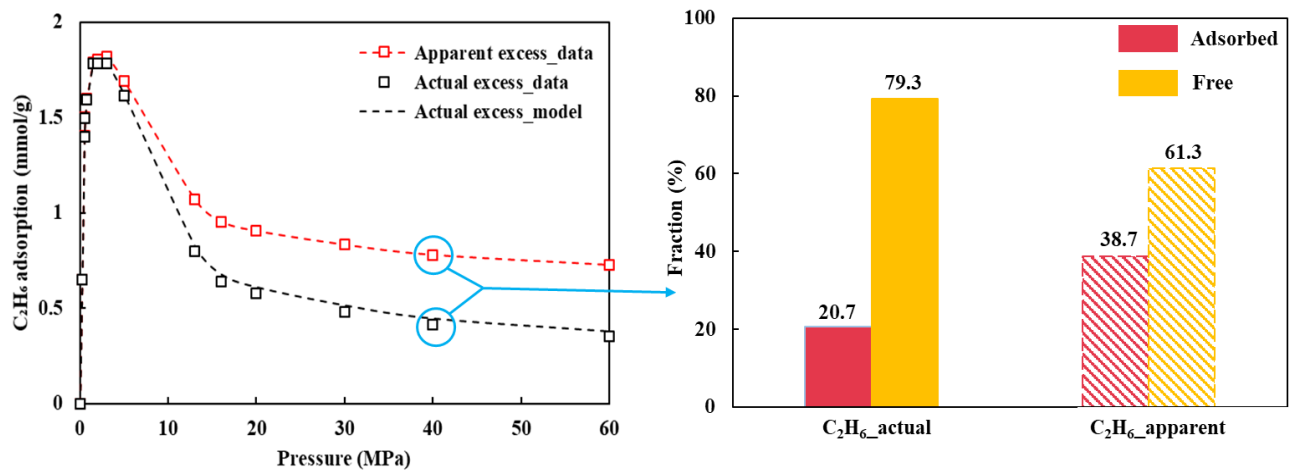 2
1.5
1
0.5
0
0
10
20
30
40
50
60
C₂H₆ adsorption (mmol/g)
Pressure (MPa)
Apparent excess_data
Actual excess_data
Actual excess_model
100
80
60
40
20
0
Fraction (%)
Adsorbed
Free
20.7
79.3
38.7
61.3
C₂H₆_actual
C₂H₆_apparent